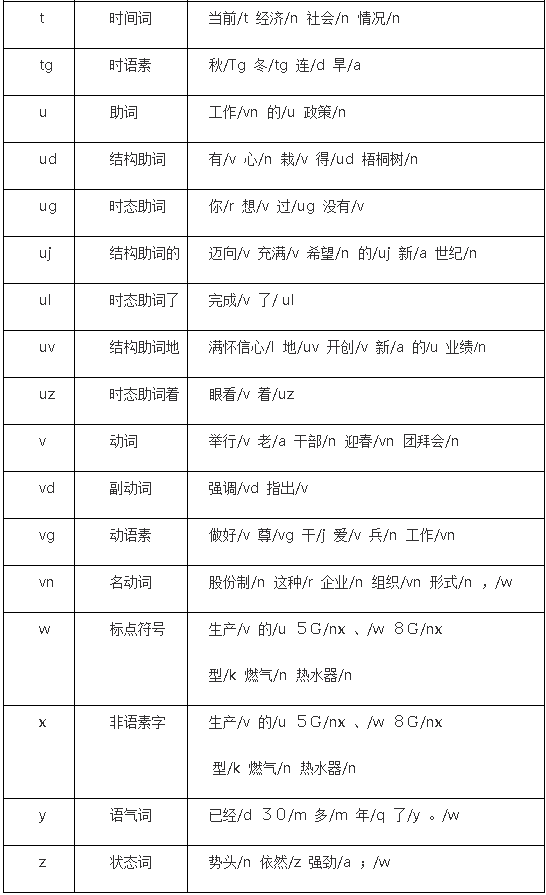 t 时间词 当前/t 经济/n 社会/n 情况/n
tg 时语素 秋/Tg 冬/tg 连/d 早/a
u 助词 工作/vn 的/u 政策/n
ud 结构助词 有/v 心/n 栽/v 得/ud 梧桐树/n
ug 时态助词 你/r 想/v 过/ug 没有/v
uj 结构助词的 迈向/v 充满/v 希望/n 的/uj 新/a 世纪/n
ul 时态助词了 完成/v 了/ ul
uv 结构助词地 满怀信心/l 地/uv 开创/v 新/a 的/u 业绩/n
uz 时态助词着 眼看/v 着/uz
v 动词 举行/v 老/a 干部/n 迎春/vn 团拜会/n
vd 副动词 强调/vd 指出/v
vg 动语素 做好/v 尊/vg 干/j 爱/v 兵/n 工作/vn
vn 名动词 股份制/n 这种/r 企业/n 组织/vn 形式/n ，/w
w 标点符号 生产/v 的/u ５Ｇ/nx 、/w ８Ｇ/nx
型/k 燃气/n 热水器/n
x 非语素字 生产/v 的/u ５Ｇ/nx 、/w ８Ｇ/nx
型/k 燃气/n 热水器/n
y 语气词 已经/d ３０/m 多/m 年/q 了/y 。/w
z 状态词 势头/n 依然/z 强劲/a ；/w